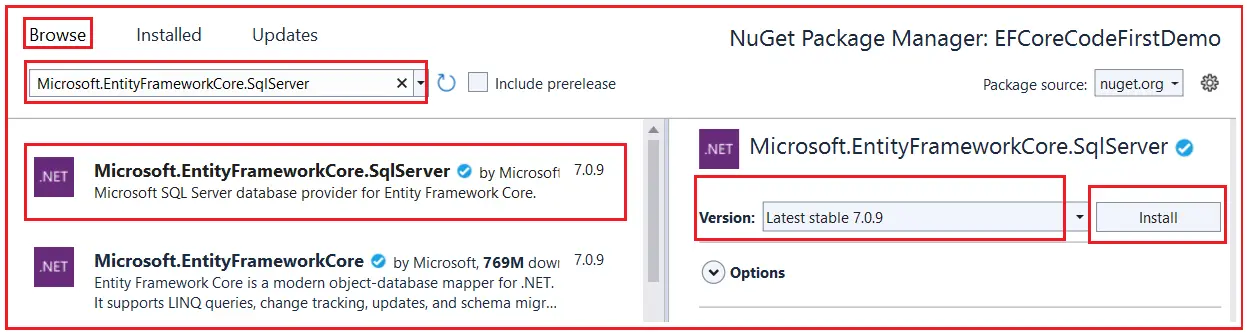 Browse Installed Updates
NuGet Package Manager: EFCoreCodeFirstDemo
Microsoft.EntityFrameworkCore.SqlServer
Include prerelease
Package source: nuget.org
.NET
Microsoft.EntityFrameworkCore.SqlServer by Microsoft 7.0.9
Microsoft SQL Server database provider for Entity Framework Core.
.NET
Microsoft.EntityFrameworkCore by Microsoft, 769M down 7.0.9
Entity Framework Core is a modern object-database mapper for .NET.
It supports LINQ queries, change tracking, updates, and schema migr...
.NET
Microsoft.EntityFrameworkCore.SqlServer
Version: Latest stable 7.0.9 Install
Options